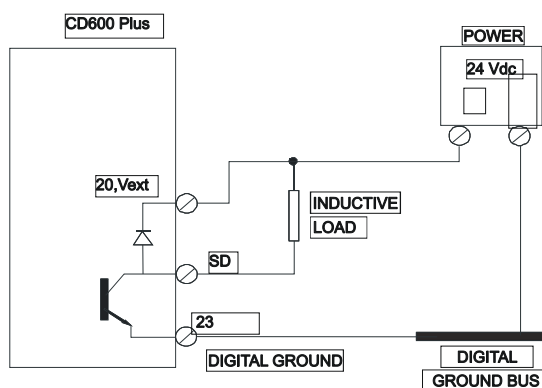 CD600 Plus
POWER
24 Vdc
20,Vext
INDUCTIVE
LOAD
SD
23
DIGITAL GROUND
DIGITAL
GROUND BUS